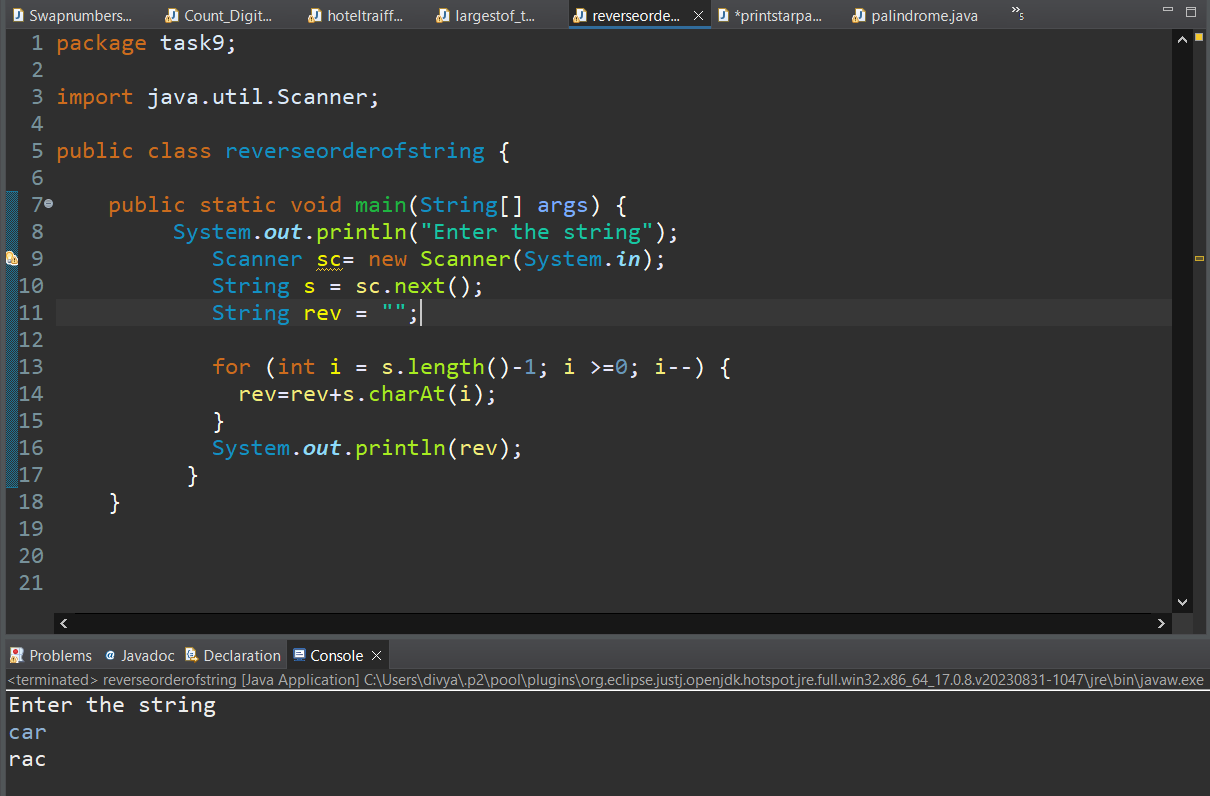 Swapnumbers... Count_Digit... hoteltraiff... largestof_t... reverseorde... *printstarpa... palindrome.java »5
1 package task9;
2
3 import java.util.Scanner;
4
5 public class reverseorderofstring {
6
7 public static void main(String[] args) {
8 System.out.println("Enter the string");
9 Scanner sc= new Scanner(System.in);
10 String s = sc.next();
11 String rev = "";
12
13 for (int i = s.length()-1; i >=0; i--) {
14 rev=rev+s.charAt(i);
15 }
16 System.out.println(rev);
17 }
18 }
19
20
21
Problems @ Javadoc Declaration Console
<terminated> reverseorderofstring [Java Application] C:\Users\divya\.p2\pool\plugins\org.eclipse.justj.openjdk.hotspot.jre.full.win32.x86_64_17.0.8.v20230831-1047\jre\bin\javaw.exe
Enter the string
car
rac